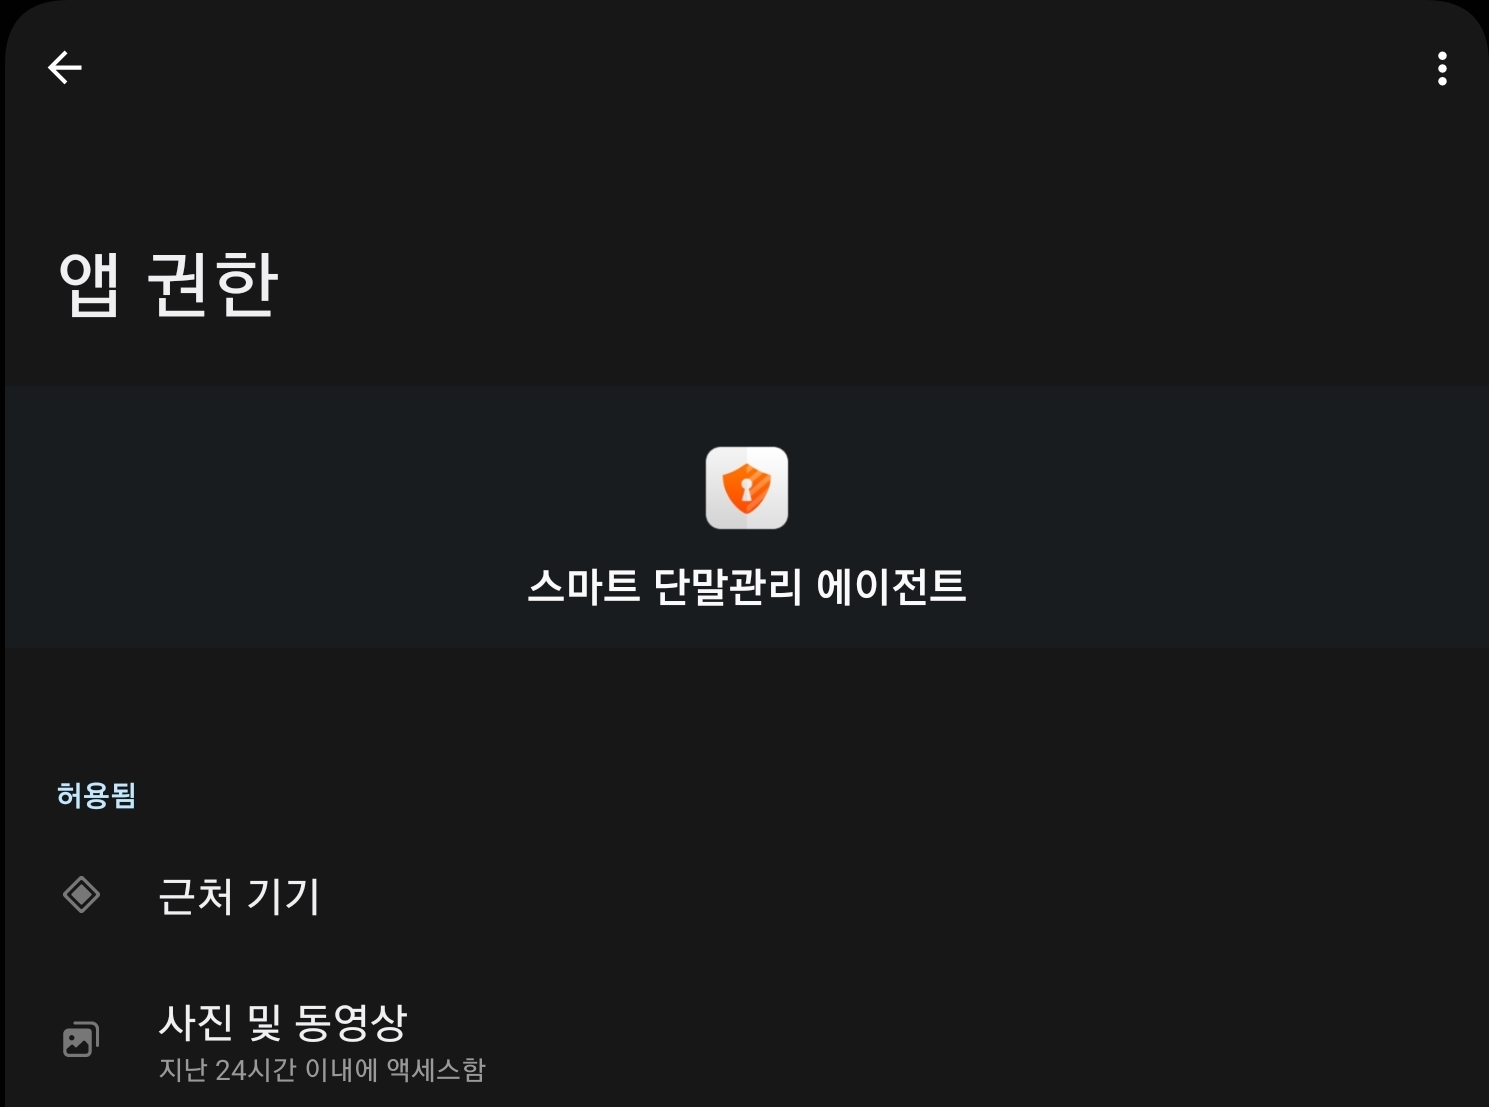 앱 권한
스마트 단말관리 에이전트
허용됨
근처 기기
사진 및 동영상
지난 24시간 이내에 액세스함